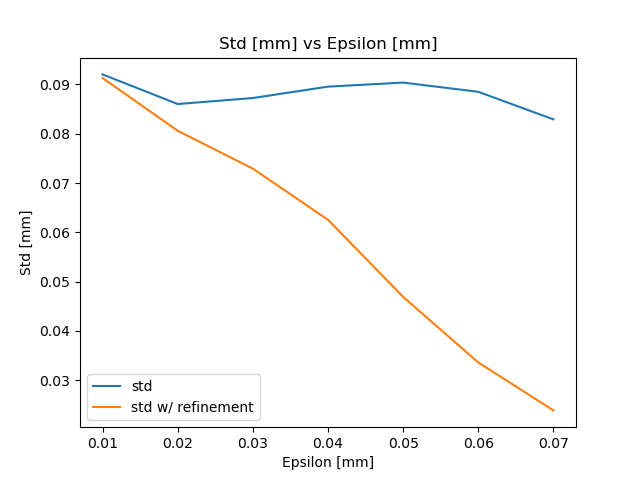 Std [mm] vs Epsilon [mm]
0.09
0.08
0.07
0.06
0.05
0.04
0.03
Std [mm]
std
std w/ refinement
0.01 0.02 0.03 0.04 0.05 0.06 0.07
Epsilon [mm]